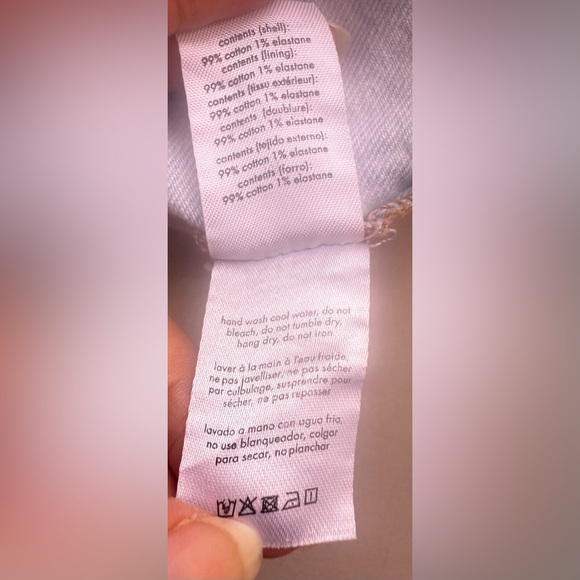 contents (shell):
99% cotton 1% elastane
contents (lining):
99% cotton 1% elastane
contents (tissu extérieur):
99% cotton 1% elastane
contents (doublure):
99% cotton 1% elastane
contents (tejido externo):
99% cotton 1% elastane
contents (forro):
99% cotton 1% elastane
hand wash cool water, do not
bleach, do not tumble dry,
hang dry, do not iron
laver à la main à l'eau froide,
ne pas javelliser, ne pas sécher
par culbulage, suspendre pour
sécher, ne pas repasser
lavado a mano con agua fria,
no use blanqueador, colgar
para secar, no planchar